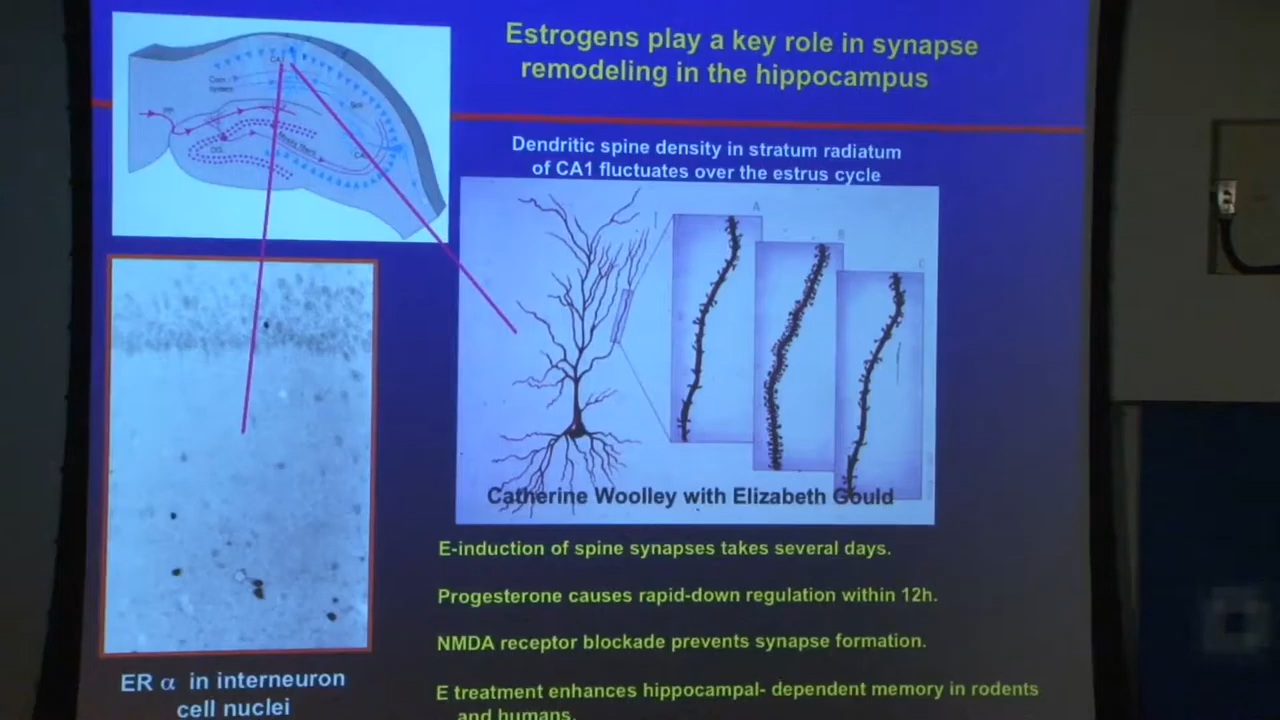 Estrogens play a key role in synapse
remodeling in the hippocampus
Dendritic spine density in stratum radiatum
of CA1 fluctuates over the estrus cycle
A
B
C
Catherine Woolley with Elizabeth Gould
E-induction of spine synapses takes several days.
Progesterone causes rapid-down regulation within 12h.
NMDA receptor blockade prevents synapse formation.
E treatment enhances hippocampal- dependent memory in rodents
and humans.
ER α in interneuron
cell nuclei